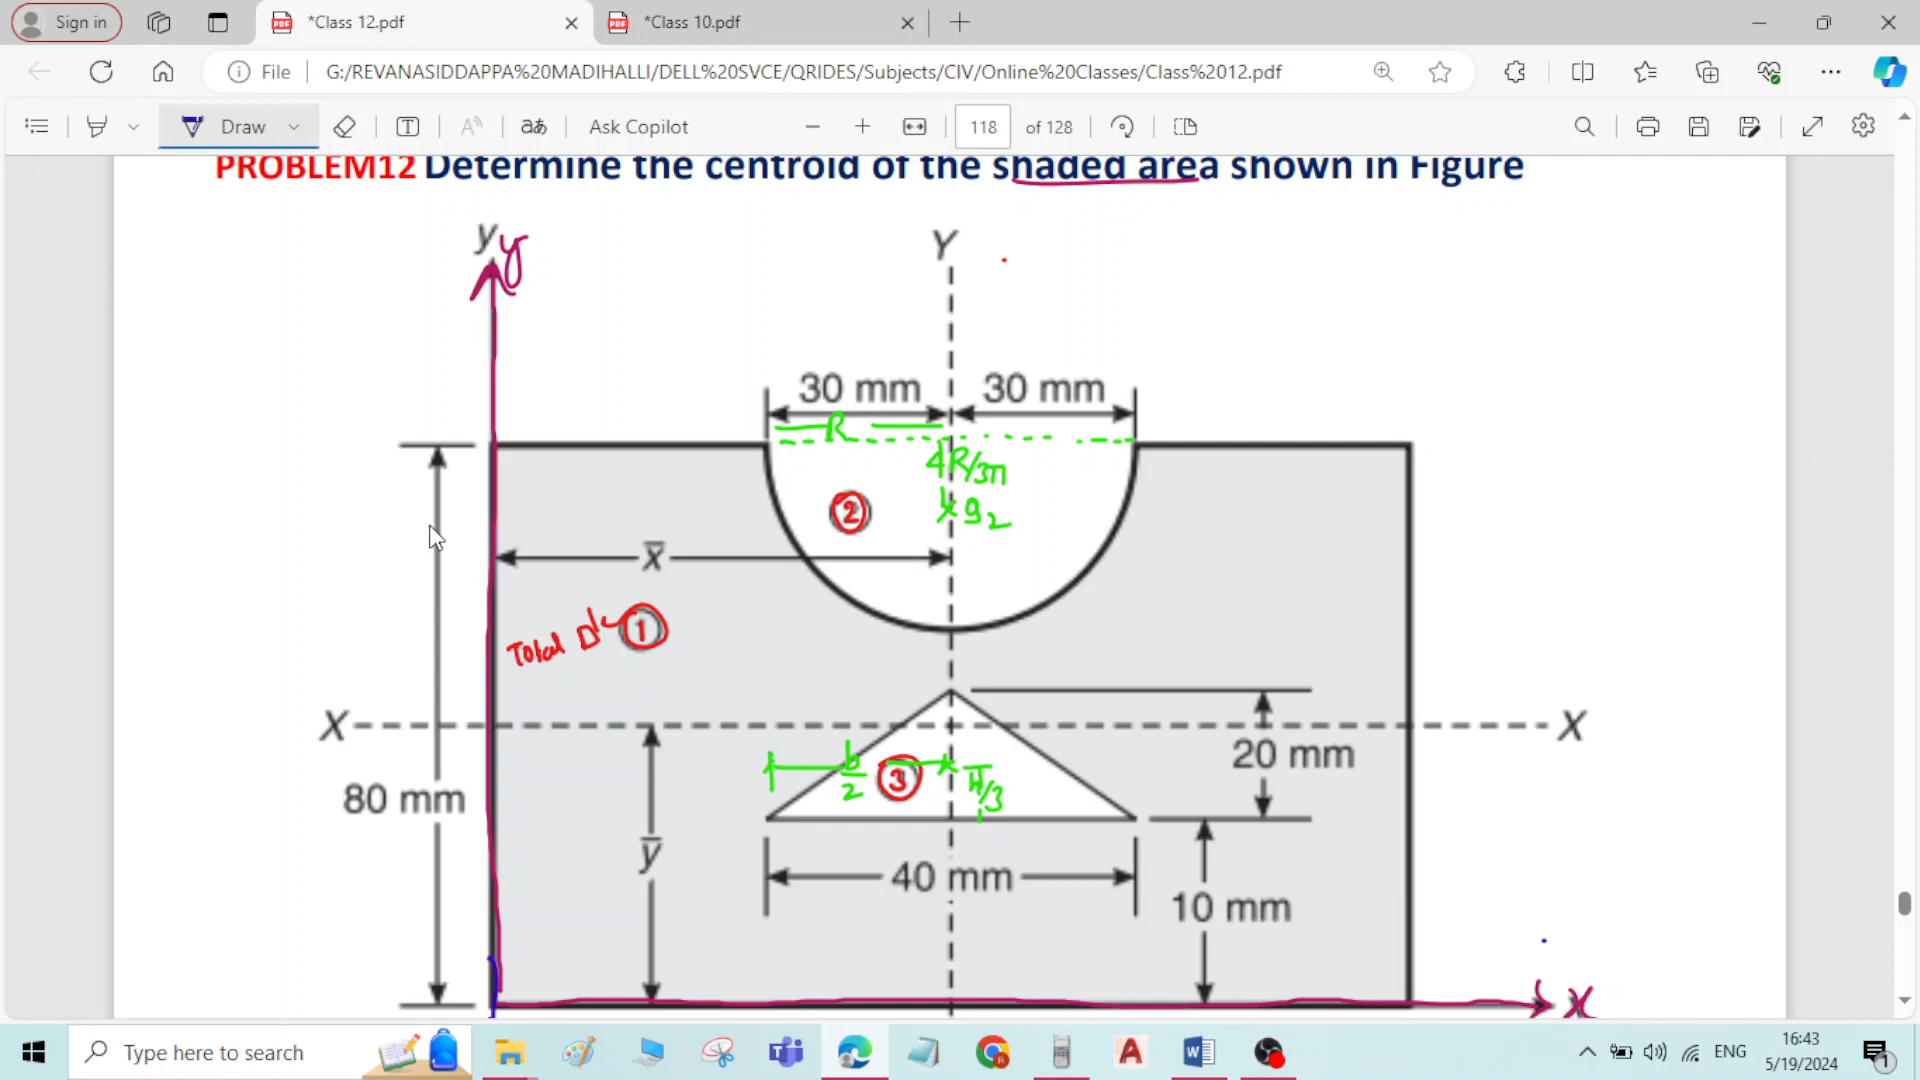 Sign in
*Class 12.pdf
*Class 10.pdf
File
G:/REVANASIDDAPPA%20MADIHALLI/DELL%20SVCE/QRIDES/Subjects/CIV/Online%20Classes/Class%2012.pdf
Draw
Ask Copilot
118 of 128
PROBLEM12 Determine the centroid of the shaded area shown in Figure
y y
Y
30 mm 30 mm
R
4R/3π
2 g2
x̄
Total 1
X X
20 mm
b/2 3 H/3
80 mm
ȳ
40 mm
10 mm
x
Type here to search
ENG
16:43
5/19/2024
1